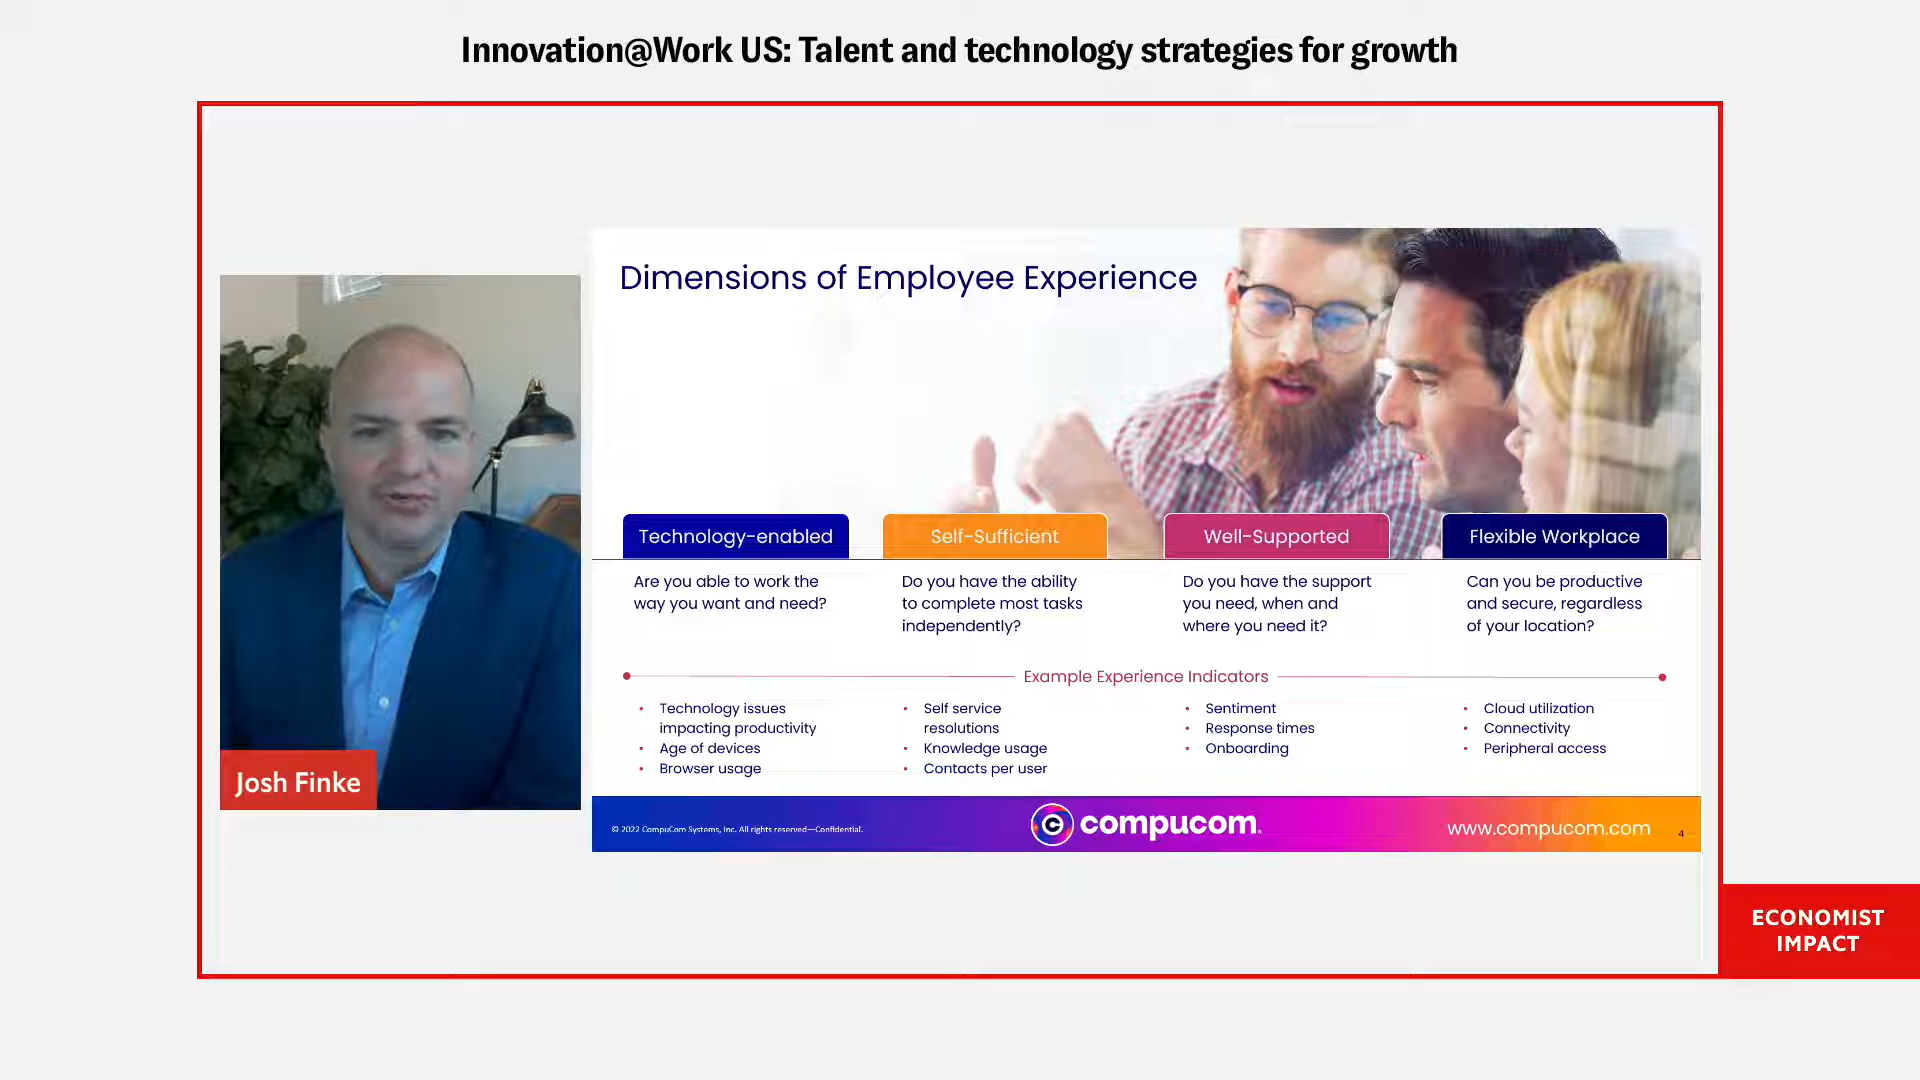 Innovation@Work US: Talent and technology strategies for growth
Dimensions of Employee Experience
Technology-enabled
Are you able to work the
way you want and need?
Self-Sufficient
Do you have the ability
to complete most tasks
independently?
Well-Supported
Do you have the support
you need, when and
where you need it?
Flexible Workplace
Can you be productive
and secure, regardless
of your location?
Example Experience Indicators
• Technology issues
impacting productivity
• Age of devices
• Browser usage
• Self service
resolutions
• Knowledge usage
• Contacts per user
• Sentiment
• Response times
• Onboarding
• Cloud utilization
• Connectivity
• Peripheral access
Josh Finke
© 2022 CompuCom Systems, Inc. All rights reserved—Confidential.
compucom.
www.compucom.com
4
ECONOMIST
IMPACT